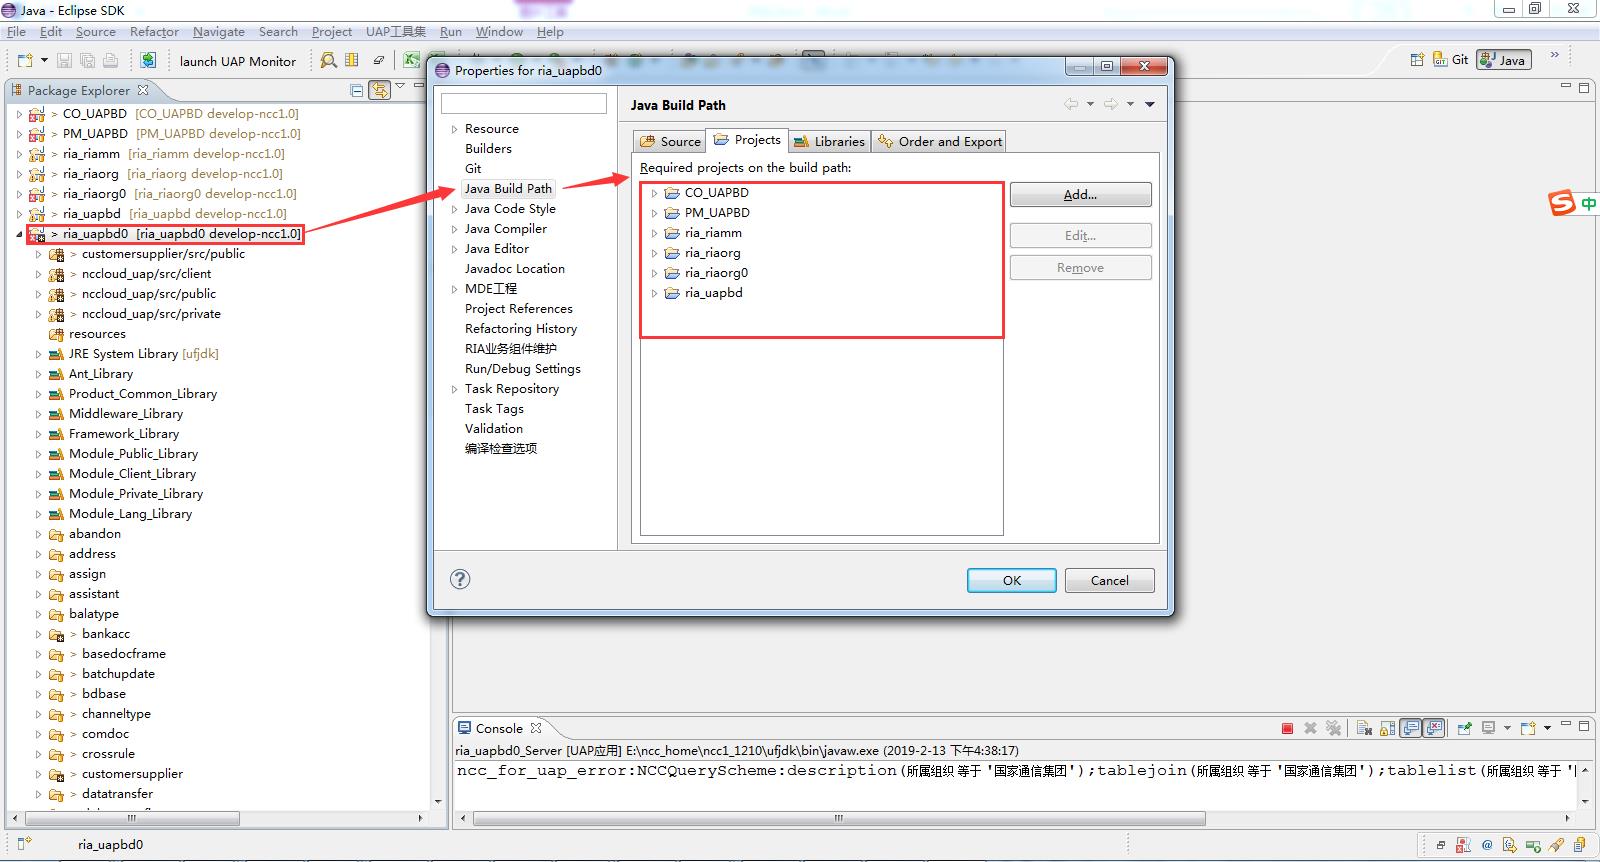 Java - Eclipse SDK
File Edit Source Refactor Navigate Search Project UAP工具集 Run Window Help
launch UAP Monitor
Git
Java
Package Explorer
> CO_UAPBD [CO_UAPBD develop-ncc1.0]
> PM_UAPBD [PM_UAPBD develop-ncc1.0]
> ria_riamm [ria_riamm develop-ncc1.0]
> ria_riaorg [ria_riaorg develop-ncc1.0]
> ria_riaorg0 [ria_riaorg0 develop-ncc1.0]
> ria_uapbd [ria_uapbd develop-ncc1.0]
> ria_uapbd0 [ria_uapbd0 develop-ncc1.0]
> customersupplier/src/public
> nccloud_uap/src/client
> nccloud_uap/src/public
> nccloud_uap/src/private
resources
JRE System Library [ufjdk]
Ant_Library
Product_Common_Library
Middleware_Library
Framework_Library
Module_Public_Library
Module_Client_Library
Module_Private_Library
Module_Lang_Library
abandon
address
assign
assistant
balatype
> bankacc
> basedocframe
> batchupdate
> bdbase
> channeltype
> comdoc
> crossrule
> customersupplier
> datatransfer
Properties for ria_uapbd0
Resource
Builders
Git
Java Build Path
Java Code Style
Java Compiler
Java Editor
Javadoc Location
MDE工程
Project References
Refactoring History
RIA业务组件维护
Run/Debug Settings
Task Repository
Task Tags
Validation
编译检查选项
Java Build Path
Source Projects Libraries Order and Export
Required projects on the build path:
CO_UAPBD
PM_UAPBD
ria_riamm
ria_riaorg
ria_riaorg0
ria_uapbd
Add...
Edit...
Remove
OK
Cancel
S中
Console
ria_uapbd0_Server [UAP应用] E:\ncc_home\ncc1_1210\ufjdk\bin\javaw.exe (2019-2-13 下午4:38:17)
ncc_for_uap_error:NCCQueryScheme:description(所属组织 等于 '国家通信集团');tablejoin(所属组织 等于 '国家通信集团');tablelist(所属组织 等于 '
ria_uapbd0